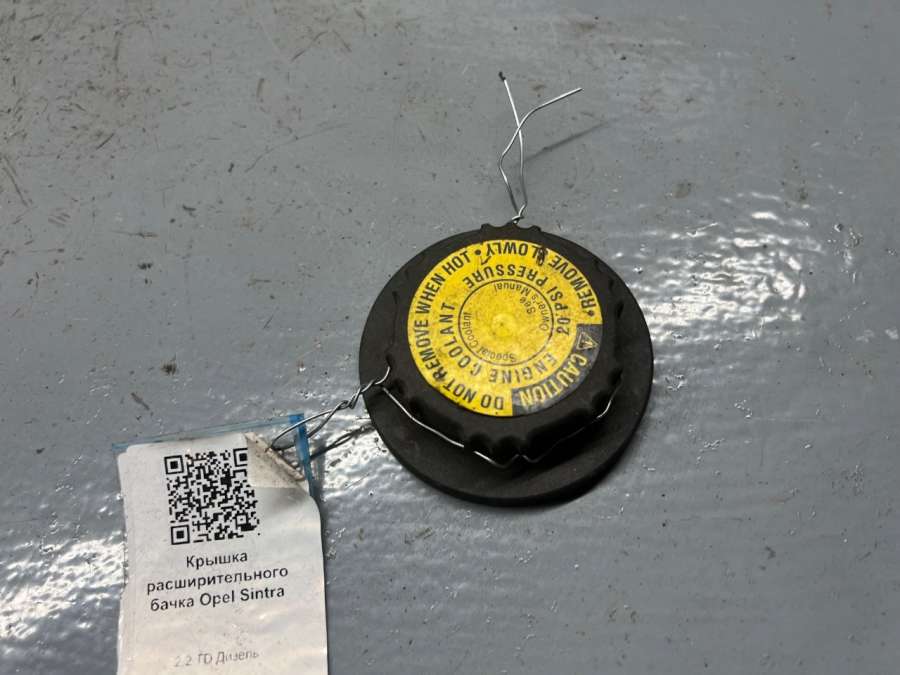 CAUTION
DO NOT REMOVE WHEN HOT • REMOVE SLOWLY •
ENGINE COOLANT
20 PSI PRESSURE
Special Coolant
See
Owner's Manual
Крышка
расширительного
бачка Opel Sintra
2.2 TD Дизель